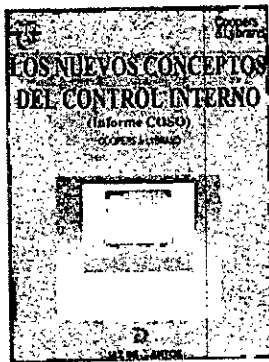 Coopers
& Lybrand
LOS NUEVOS CONCEPTOS
DEL CONTROL INTERNO
(Informe COSO)
COOPERS & LYBRAND